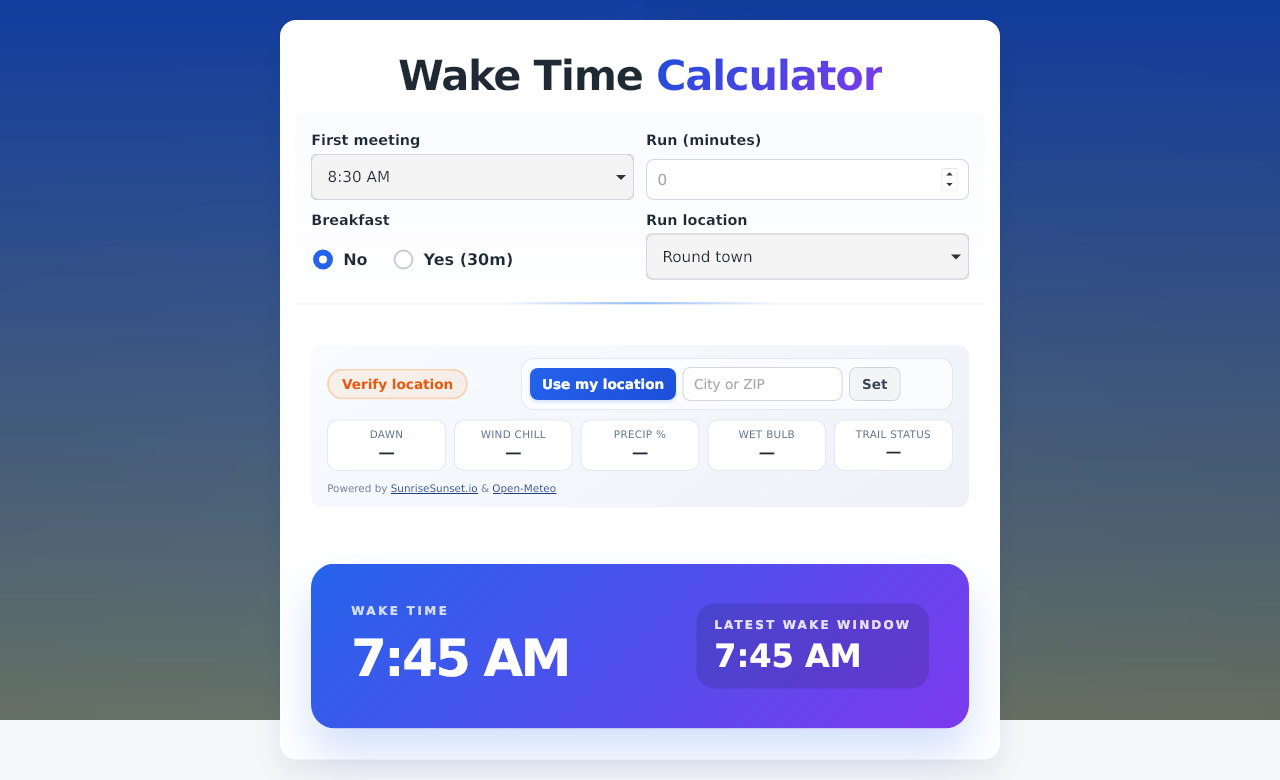 Wake Time Calculator
First meeting
8:30 AM
Run (minutes)
0
Breakfast
No
Yes (30m)
Run location
Round town
Verify location
Use my location
City or ZIP
Set
DAWN
—
WIND CHILL
—
PRECIP %
—
WET BULB
—
TRAIL STATUS
—
Powered by SunriseSunset.io & Open-Meteo
WAKE TIME
7:45 AM
LATEST WAKE WINDOW
7:45 AM